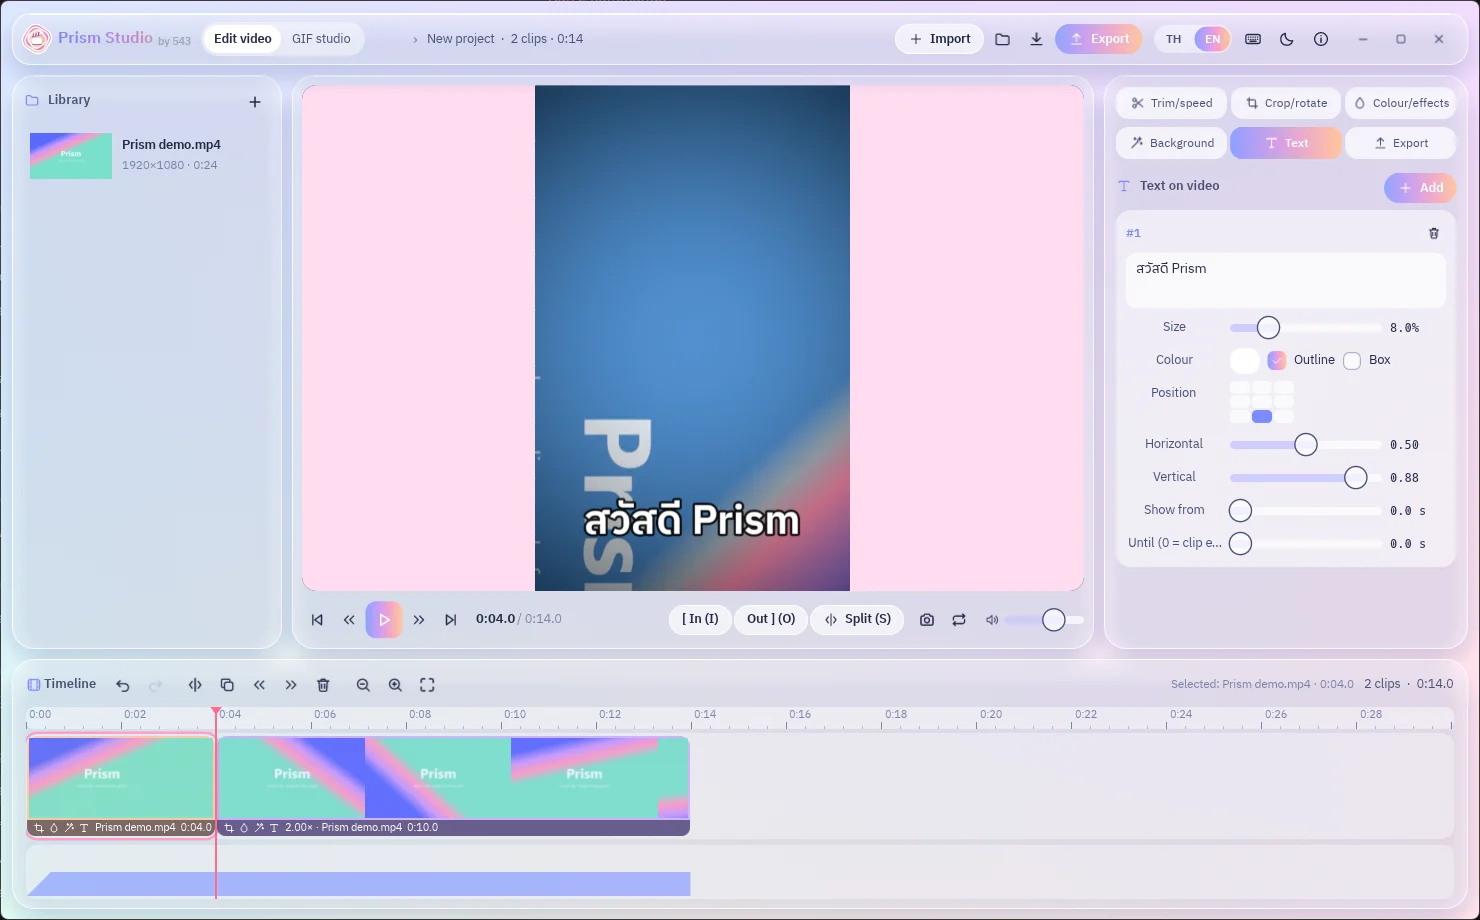 Prism Studio by 543
Edit video
GIF studio
› New project · 2 clips · 0:14
Import
Export
TH
EN
Library
Prism demo.mp4
1920×1080 · 0:24
Prism
Prism
สวัสดี Prism
0:04.0 / 0:14.0
[ In (I)
Out ] (O)
Split (S)
Trim/speed
Crop/rotate
Colour/effects
Background
Text
Export
Text on video
Add
#1
สวัสดี Prism
Size 8.0%
Colour Outline Box
Position
Horizontal 0.50
Vertical 0.88
Show from 0.0 s
Until (0 = clip e... 0.0 s
Timeline
Selected: Prism demo.mp4 · 0:04.0 2 clips · 0:14.0
0:00 0:02 0:04 0:06 0:08 0:10 0:12 0:14 0:16 0:18 0:20 0:22 0:24 0:26 0:28
Prism Prism Prism Prism
Prism demo.mp4 0:04.0
2.00× · Prism demo.mp4 0:10.0